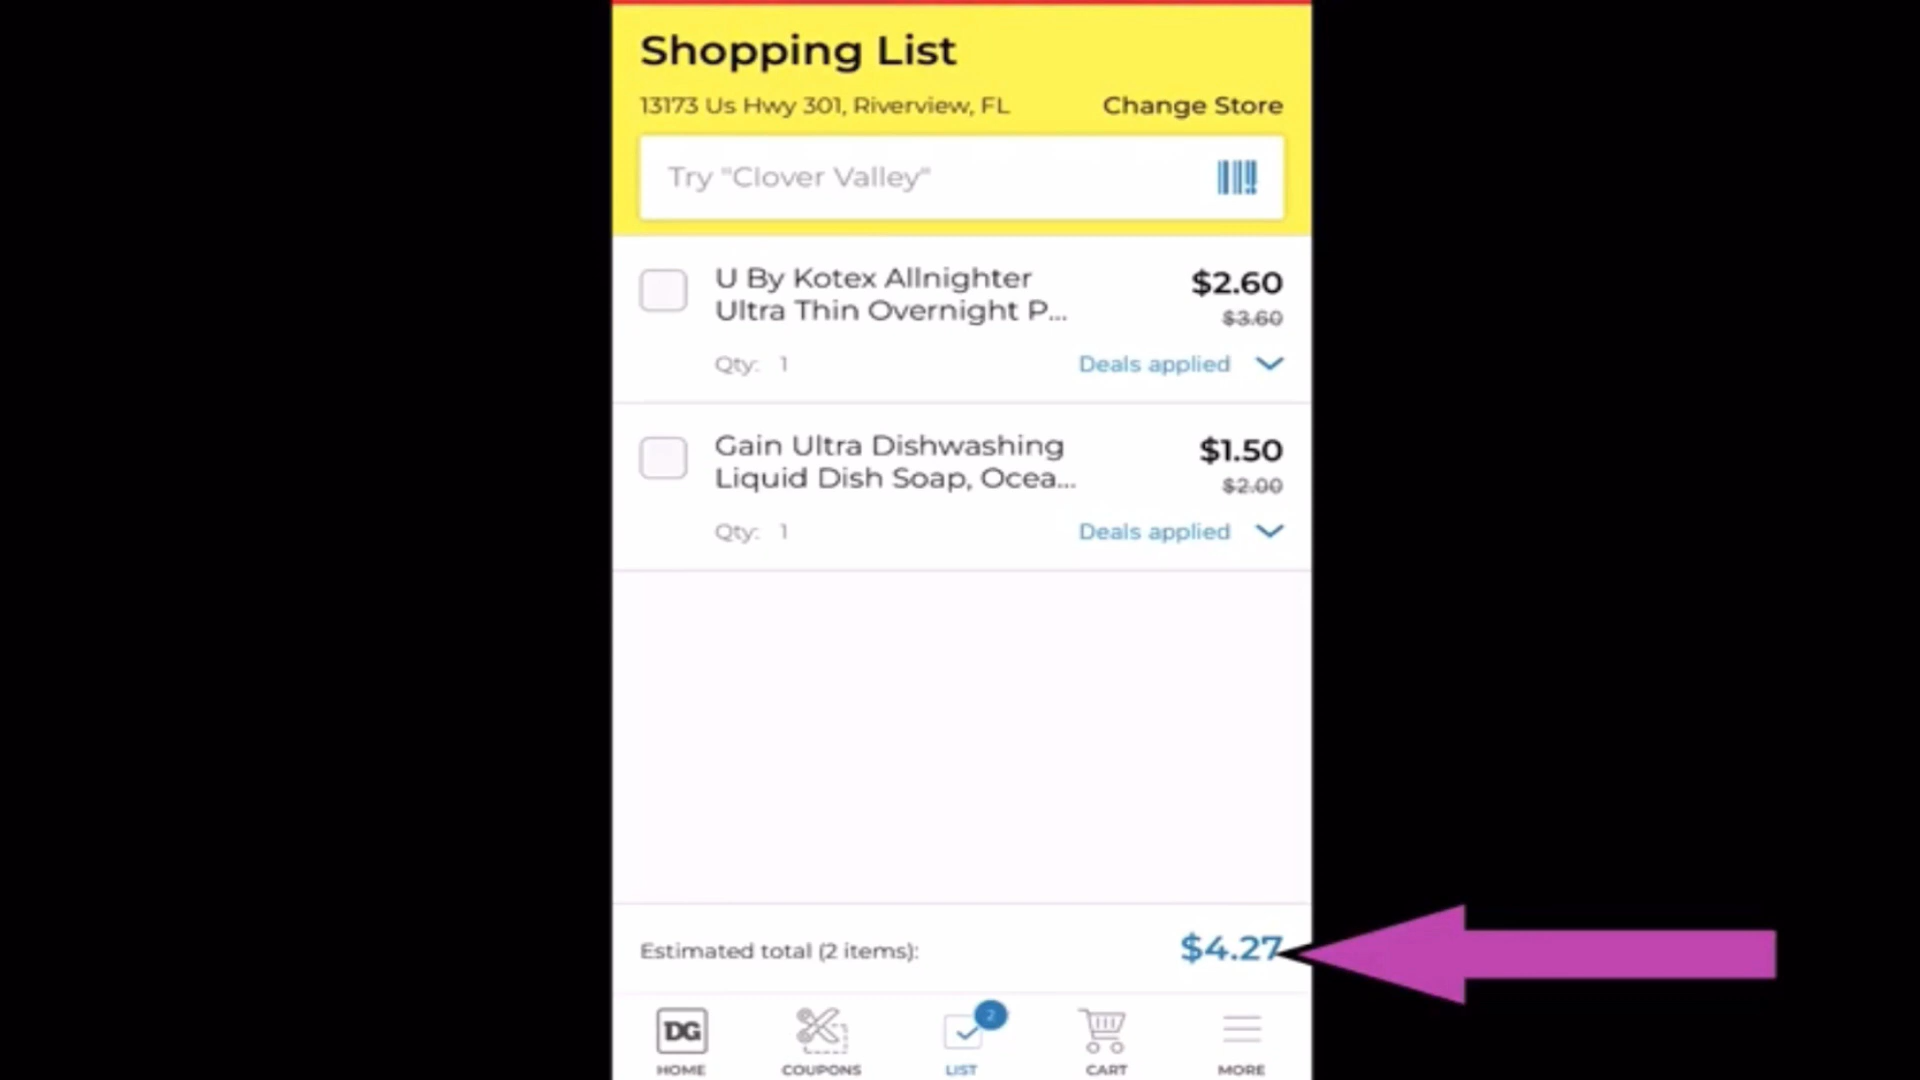 Shopping List
13173 Us Hwy 301, Riverview, FL Change Store
Try "Clover Valley"
U By Kotex Allnighter $2.60
Ultra Thin Overnight P... $3.60
Qty: 1 Deals applied
Gain Ultra Dishwashing $1.50
Liquid Dish Soap, Ocea... $2.00
Qty: 1 Deals applied
Estimated total (2 items): $4.27
2
DG
HOME COUPONS LIST CART MORE